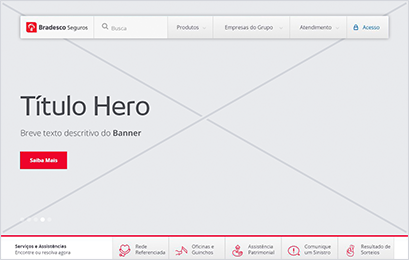 Bradesco Seguros
Busca
Produtos
Empresas do Grupo
Atendimento
Acesso
Título Hero
Breve texto descritivo do Banner
Saiba Mais
Serviços e Assistências
Encontre ou resolva agora
Rede
Referenciada
Oficinas e
Guinchos
Assistência
Patrimonial
Comunique
um Sinistro
Resultado de
Sorteios